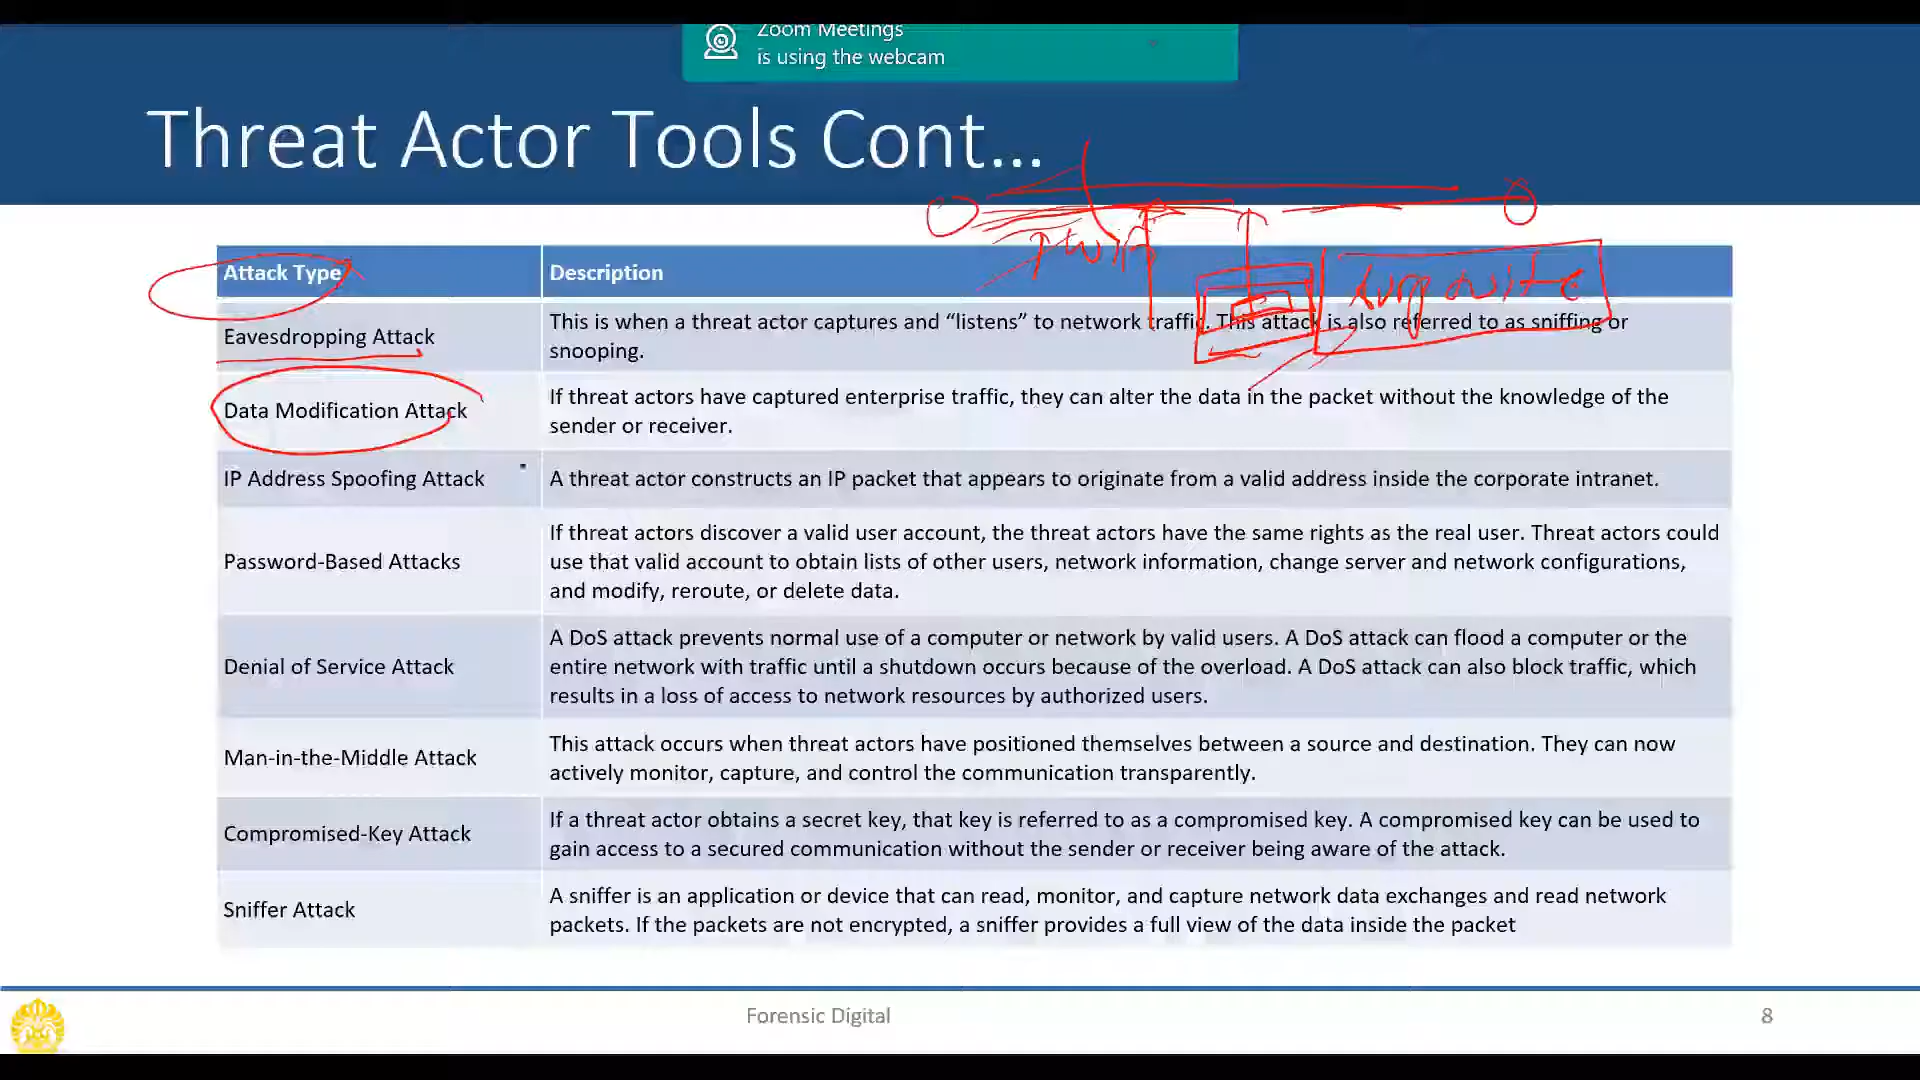 Zoom Meetings
is using the webcam
Threat Actor Tools Cont...
Attack Type
Description
Eavesdropping Attack
This is when a threat actor captures and “listens” to network traffic. This attack is also referred to as sniffing or
snooping.
Data Modification Attack
If threat actors have captured enterprise traffic, they can alter the data in the packet without the knowledge of the
sender or receiver.
IP Address Spoofing Attack
A threat actor constructs an IP packet that appears to originate from a valid address inside the corporate intranet.
Password-Based Attacks
If threat actors discover a valid user account, the threat actors have the same rights as the real user. Threat actors could
use that valid account to obtain lists of other users, network information, change server and network configurations,
and modify, reroute, or delete data.
Denial of Service Attack
A DoS attack prevents normal use of a computer or network by valid users. A DoS attack can flood a computer or the
entire network with traffic until a shutdown occurs because of the overload. A DoS attack can also block traffic, which
results in a loss of access to network resources by authorized users.
Man-in-the-Middle Attack
This attack occurs when threat actors have positioned themselves between a source and destination. They can now
actively monitor, capture, and control the communication transparently.
Compromised-Key Attack
If a threat actor obtains a secret key, that key is referred to as a compromised key. A compromised key can be used to
gain access to a secured communication without the sender or receiver being aware of the attack.
Sniffer Attack
A sniffer is an application or device that can read, monitor, and capture network data exchanges and read network
packets. If the packets are not encrypted, a sniffer provides a full view of the data inside the packet
Forensic Digital
8